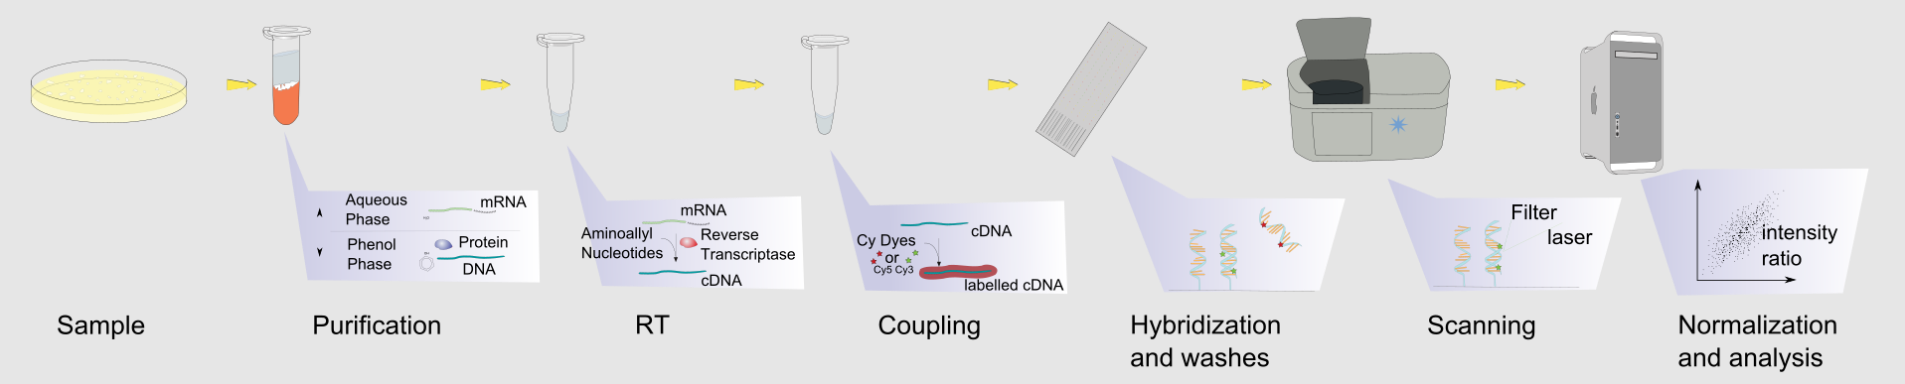 Aqueous
Phase
mRNA
Phenol
Phase
Protein
DNA
mRNA
Aminoallyl
Nucleotides
Reverse
Transcriptase
cDNA
cDNA
Cy Dyes
or
Cy5 Cy3
labelled cDNA
Filter
laser
intensity
ratio
Sample
Purification
RT
Coupling
Hybridization
and washes
Scanning
Normalization
and analysis